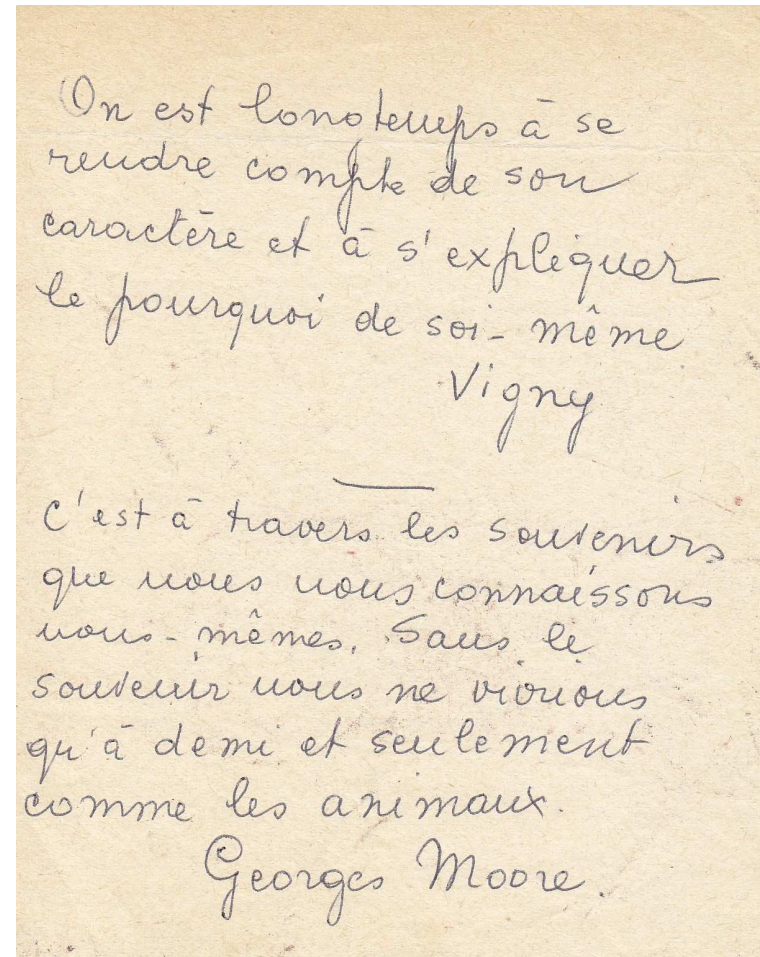 On est longtemps à se
rendre compte de son
caractère et à s'expliquer
le pourquoi de soi-même
Vigny
C'est à travers les souvenirs
que nous nous connaissons
nous-mêmes. Sans le
souvenir nous ne vivrions
qu'à demi et seulement
comme les animaux.
Georges Moore.